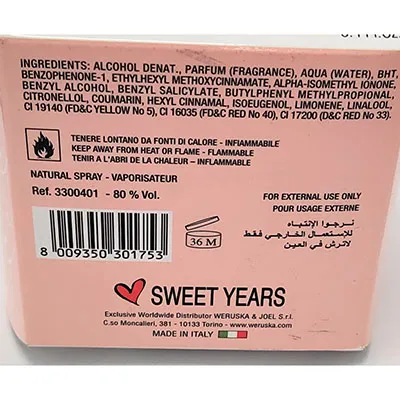 INGREDIENTS: ALCOHOL DENAT., PARFUM (FRAGRANCE), AQUA (WATER), BHT,
BENZOPHENONE-1, ETHYLHEXYL METHOXYCINNAMATE, ALPHA-ISOMETHYL IONONE,
BENZYL ALCOHOL, BENZYL SALICYLATE, BUTYLPHENYL METHYLPROPIONAL,
CITRONELLOL, COUMARIN, HEXYL CINNAMAL, ISOEUGENOL, LIMONENE, LINALOOL,
CI 19140 (FD&C YELLOW No 5), CI 16035 (FD&C RED No 40), CI 17200 (D&C RED No 33).
TENERE LONTANO DA FONTI DI CALORE - INFIAMMABILE
KEEP AWAY FROM HEAT OR FLAME - FLAMMABLE
TENIR A L'ABRI DE LA CHALEUR – INFLAMMABLE
NATURAL SPRAY - VAPORISATEUR
Ref. 3300401 - 80 % Vol.
FOR EXTERNAL USE ONLY
POUR USAGE EXTERNE
نرجوا الإنتباه
للإستعمال الخارجي فقط
لاترش في العين
36 M
8 009350 301753
SWEET YEARS
Exclusive Worldwide Distributor WERUSKA & JOEL S.r.l.
C.so Moncalieri, 381 - 10133 Torino - www.weruska.com
MADE IN ITALY